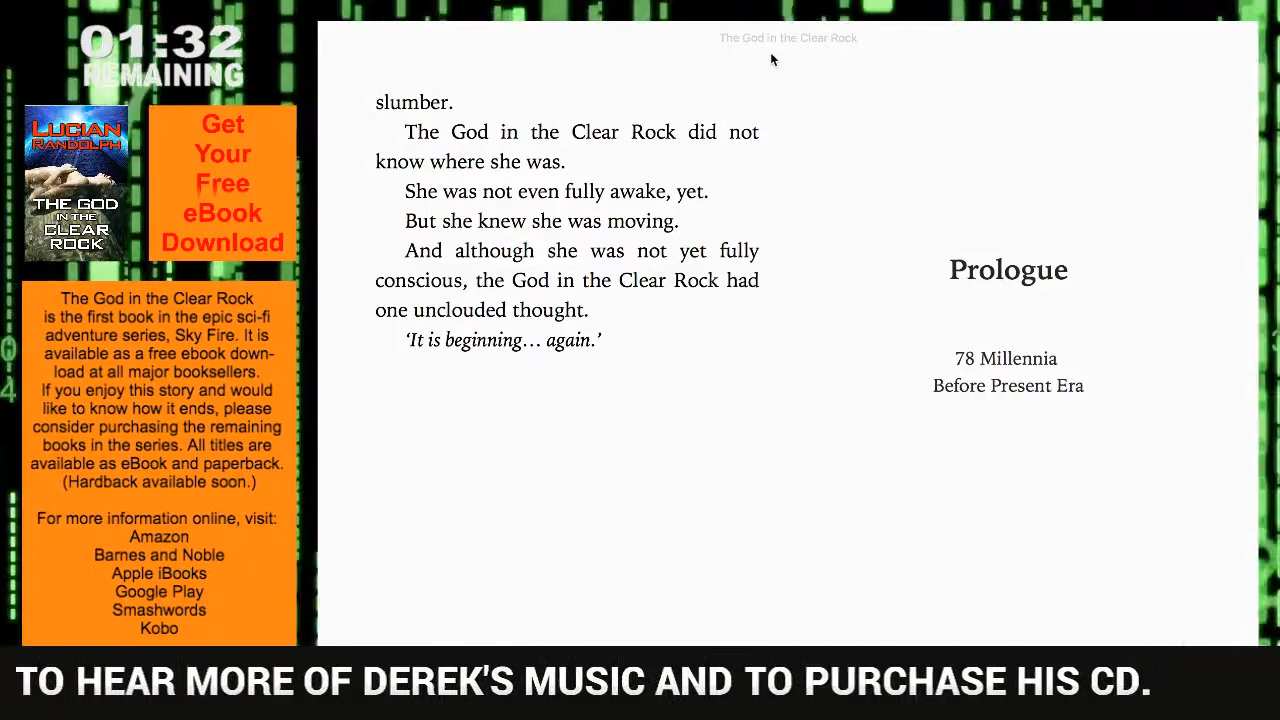 01:32
REMAINING
LUCIAN
RANDOLPH
THE GOD
IN THE
CLEAR
ROCK
Get
Your
Free
eBook
Download
The God in the Clear Rock
is the first book in the epic sci-fi
adventure series, Sky Fire. It is
available as a free ebook down-
load at all major booksellers.
If you enjoy this story and would
like to know how it ends, please
consider purchasing the remaining
books in the series. All titles are
available as eBook and paperback.
(Hardback available soon.)
For more information online, visit:
Amazon
Barnes and Noble
Apple iBooks
Google Play
Smashwords
Kobo
The God in the Clear Rock
slumber.
The God in the Clear Rock did not
know where she was.
She was not even fully awake, yet.
But she knew she was moving.
And although she was not yet fully
conscious, the God in the Clear Rock had
one unclouded thought.
‘It is beginning… again.’
Prologue
78 Millennia
Before Present Era
TO HEAR MORE OF DEREK'S MUSIC AND TO PURCHASE HIS CD.